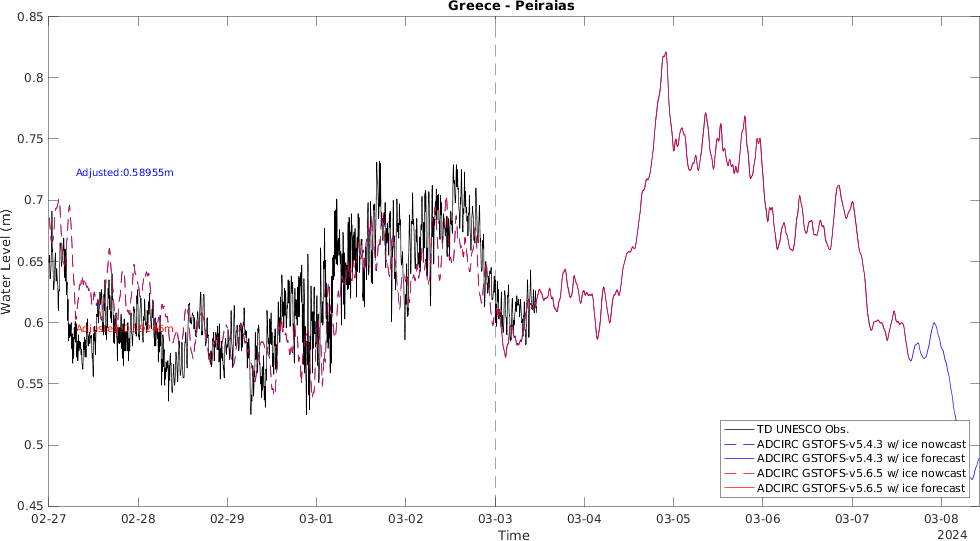 Greece - Peiraias
0.85
0.8
0.75
0.7
0.65
0.6
0.55
0.5
0.45
Water Level (m)
Adjusted:0.58955m
02-27
02-28
02-29
03-01
03-02
03-03
03-04
03-05
03-06
03-07
03-08
2024
Time
TD UNESCO Obs.
ADCIRC GSTOFS-v5.4.3 w/ ice nowcast
ADCIRC GSTOFS-v5.4.3 w/ ice forecast
ADCIRC GSTOFS-v5.6.5 w/ ice nowcast
ADCIRC GSTOFS-v5.6.5 w/ ice forecast